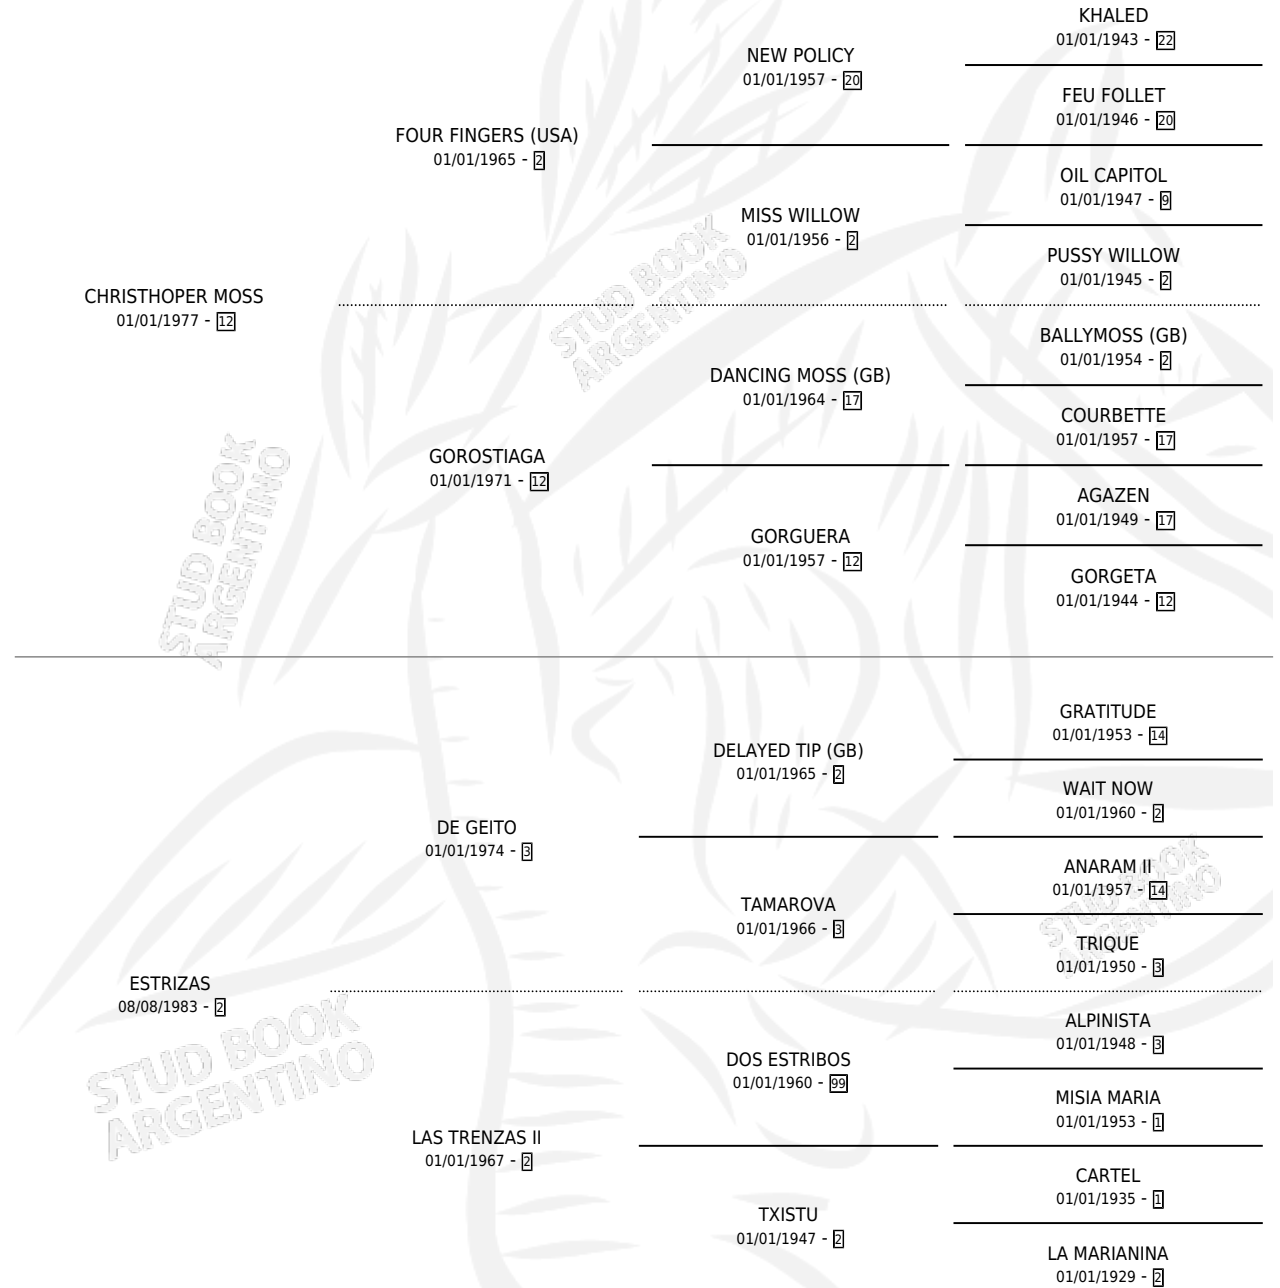 KHALED
01/01/1943 - 22
NEW POLICY
01/01/1957 - 20
FEU FOLLET
01/01/1946 - 20
FOUR FINGERS (USA)
01/01/1965 - 2
OIL CAPITOL
01/01/1947 - 9
MISS WILLOW
01/01/1956 - 2
PUSSY WILLOW
01/01/1945 - 2
CHRISTHOPER MOSS
01/01/1977 - 12
STUD BOOK
ARGENTINO
BALLYMOSS (GB)
01/01/1954 - 2
DANCING MOSS (GB)
01/01/1964 - 17
COURBETTE
01/01/1957 - 17
GOROSTIAGA
01/01/1971 - 12
AGAZEN
01/01/1949 - 17
GORGUERA
01/01/1957 - 12
GORGETA
01/01/1944 - 12
STUD BOOK
ARGENTINO
GRATITUDE
01/01/1953 - 14
DELAYED TIP (GB)
01/01/1965 - 2
WAIT NOW
01/01/1960 - 2
DE GEITO
01/01/1974 - 3
ANARAM II
01/01/1957 - 14
TAMAROVA
01/01/1966 - 3
TRIQUE
01/01/1950 - 3
STUD BOOK
ARGENTINO
ESTRIZAS
08/08/1983 - 2
ALPINISTA
01/01/1948 - 3
DOS ESTRIBOS
01/01/1960 - 99
MISIA MARIA
01/01/1953 - 1
STUD BOOK
ARGENTINO
LAS TRENZAS II
01/01/1967 - 2
CARTEL
01/01/1935 - 1
TXISTU
01/01/1947 - 2
LA MARIANINA
01/01/1929 - 2